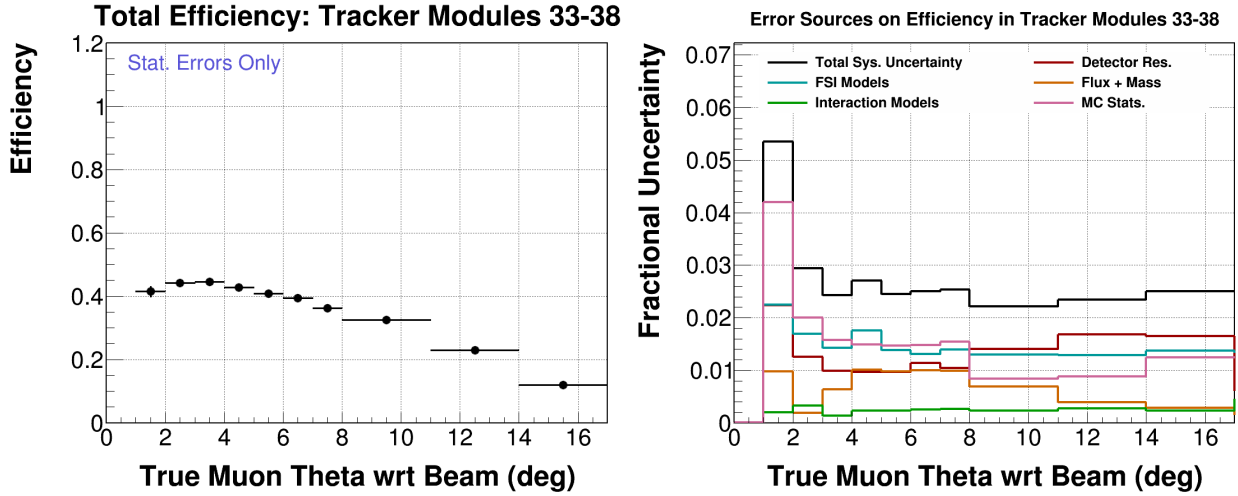 Total Efficiency: Tracker Modules 33-38
Stat. Errors Only
Efficiency
1.2
1
0.8
0.6
0.4
0.2
0
0 2 4 6 8 10 12 14 16
True Muon Theta wrt Beam (deg)
Error Sources on Efficiency in Tracker Modules 33-38
Total Sys. Uncertainty
FSI Models
Interaction Models
Detector Res.
Flux + Mass
MC Stats.
Fractional Uncertainty
0.07
0.06
0.05
0.04
0.03
0.02
0.01
0
0 2 4 6 8 10 12 14 16
True Muon Theta wrt Beam (deg)